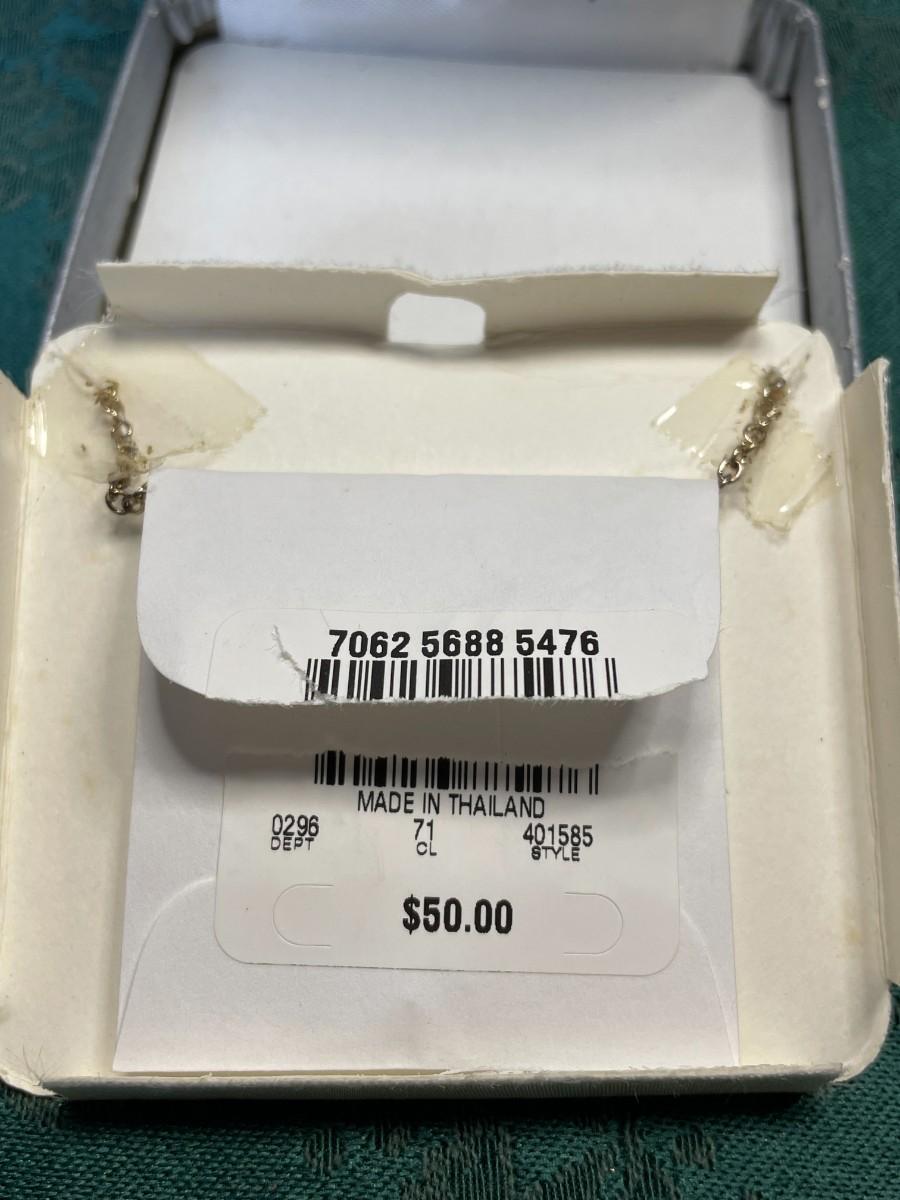 7062 5688 5476
MADE IN THAILAND
0296 71 401585
DEPT CL STYLE
$50.00